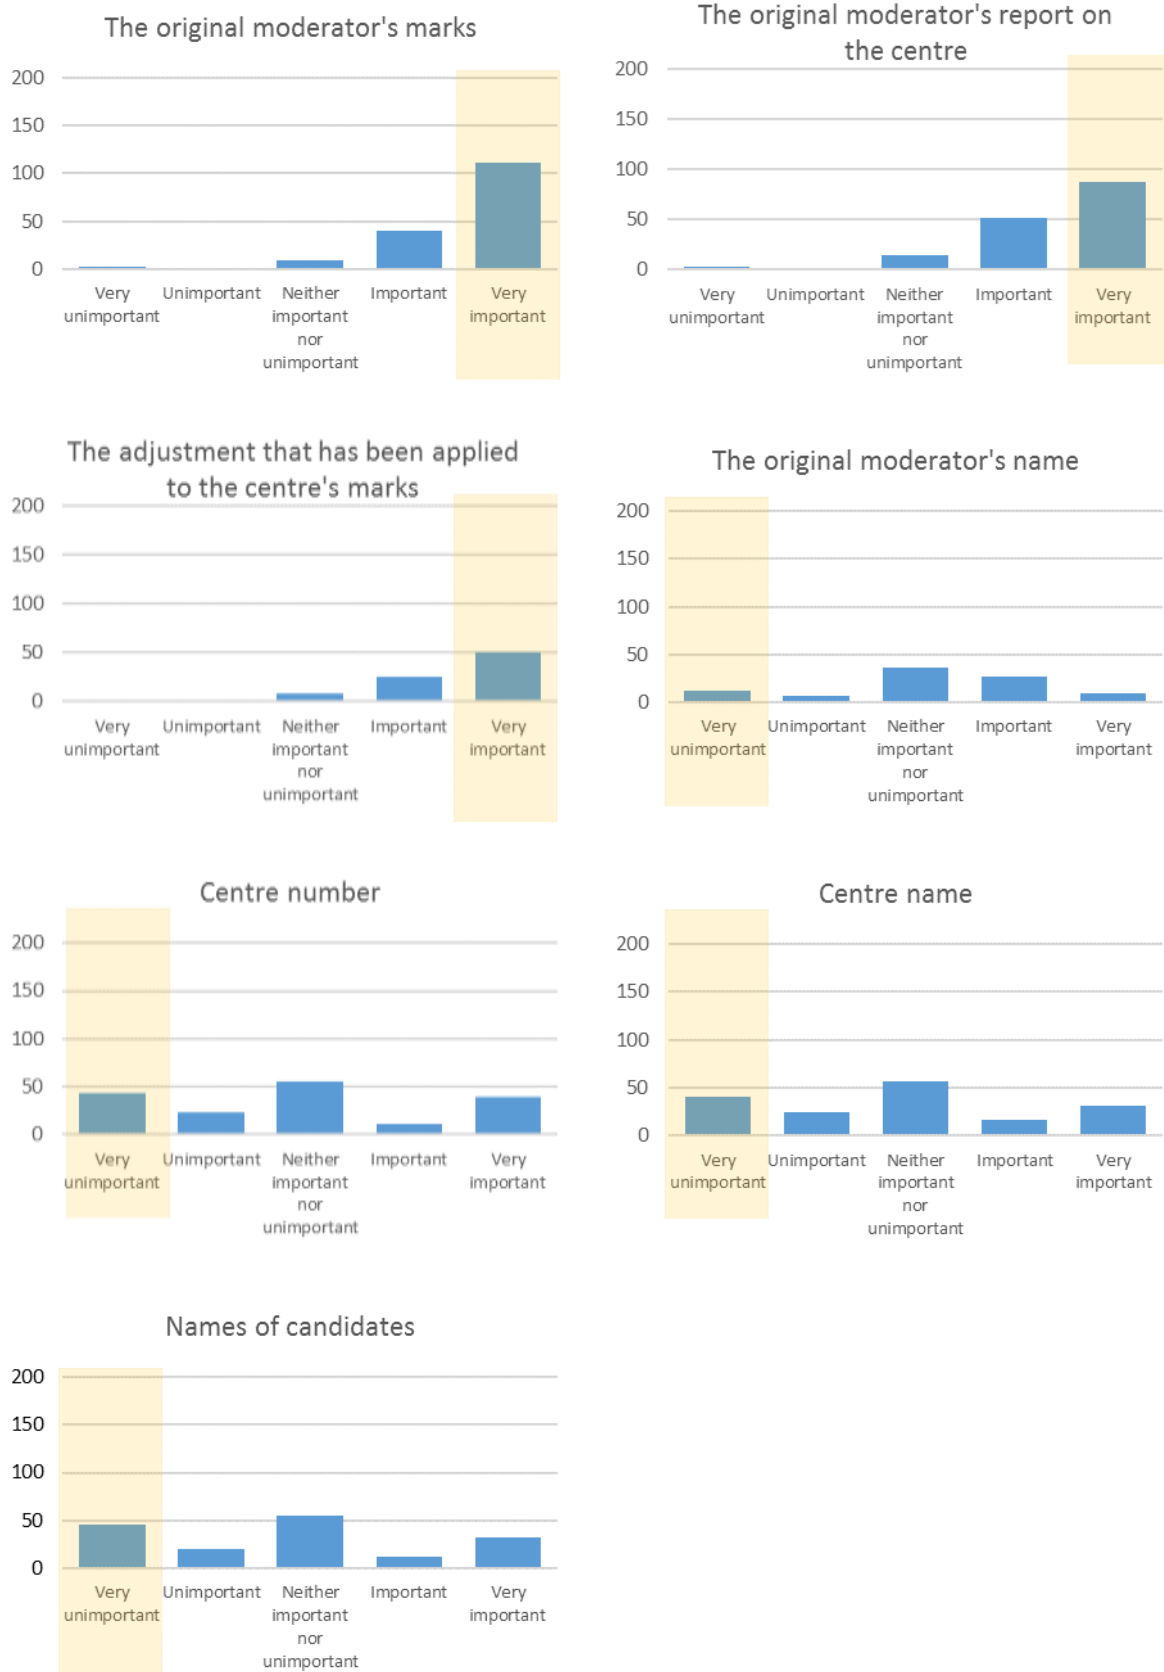 The original moderator's marks
200
150
100
50
0
Very unimportant
Unimportant
Neither important nor unimportant
Important
Very important
The original moderator's report on
the centre
200
150
100
50
0
Very unimportant
Unimportant
Neither important nor unimportant
Important
Very important
The adjustment that has been applied
to the centre's marks
200
150
100
50
0
Very unimportant
Unimportant
Neither important nor unimportant
Important
Very important
The original moderator's name
200
150
100
50
0
Very unimportant
Unimportant
Neither important nor unimportant
Important
Very important
Centre number
200
150
100
50
0
Very unimportant
Unimportant
Neither important nor unimportant
Important
Very important
Centre name
200
150
100
50
0
Very unimportant
Unimportant
Neither important nor unimportant
Important
Very important
Names of candidates
200
150
100
50
0
Very unimportant
Unimportant
Neither important nor unimportant
Important
Very important